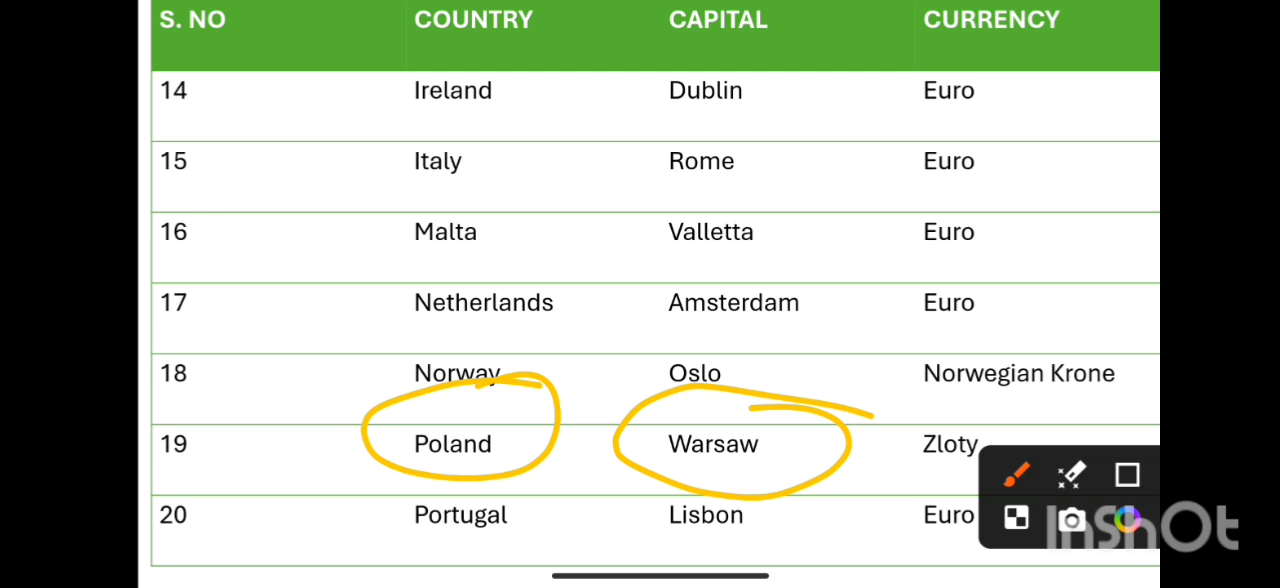 S. NO COUNTRY CAPITAL CURRENCY
14 Ireland Dublin Euro
15 Italy Rome Euro
16 Malta Valletta Euro
17 Netherlands Amsterdam Euro
18 Norway Oslo Norwegian Krone
19 Poland Warsaw Zloty
20 Portugal Lisbon Euro
InShOt